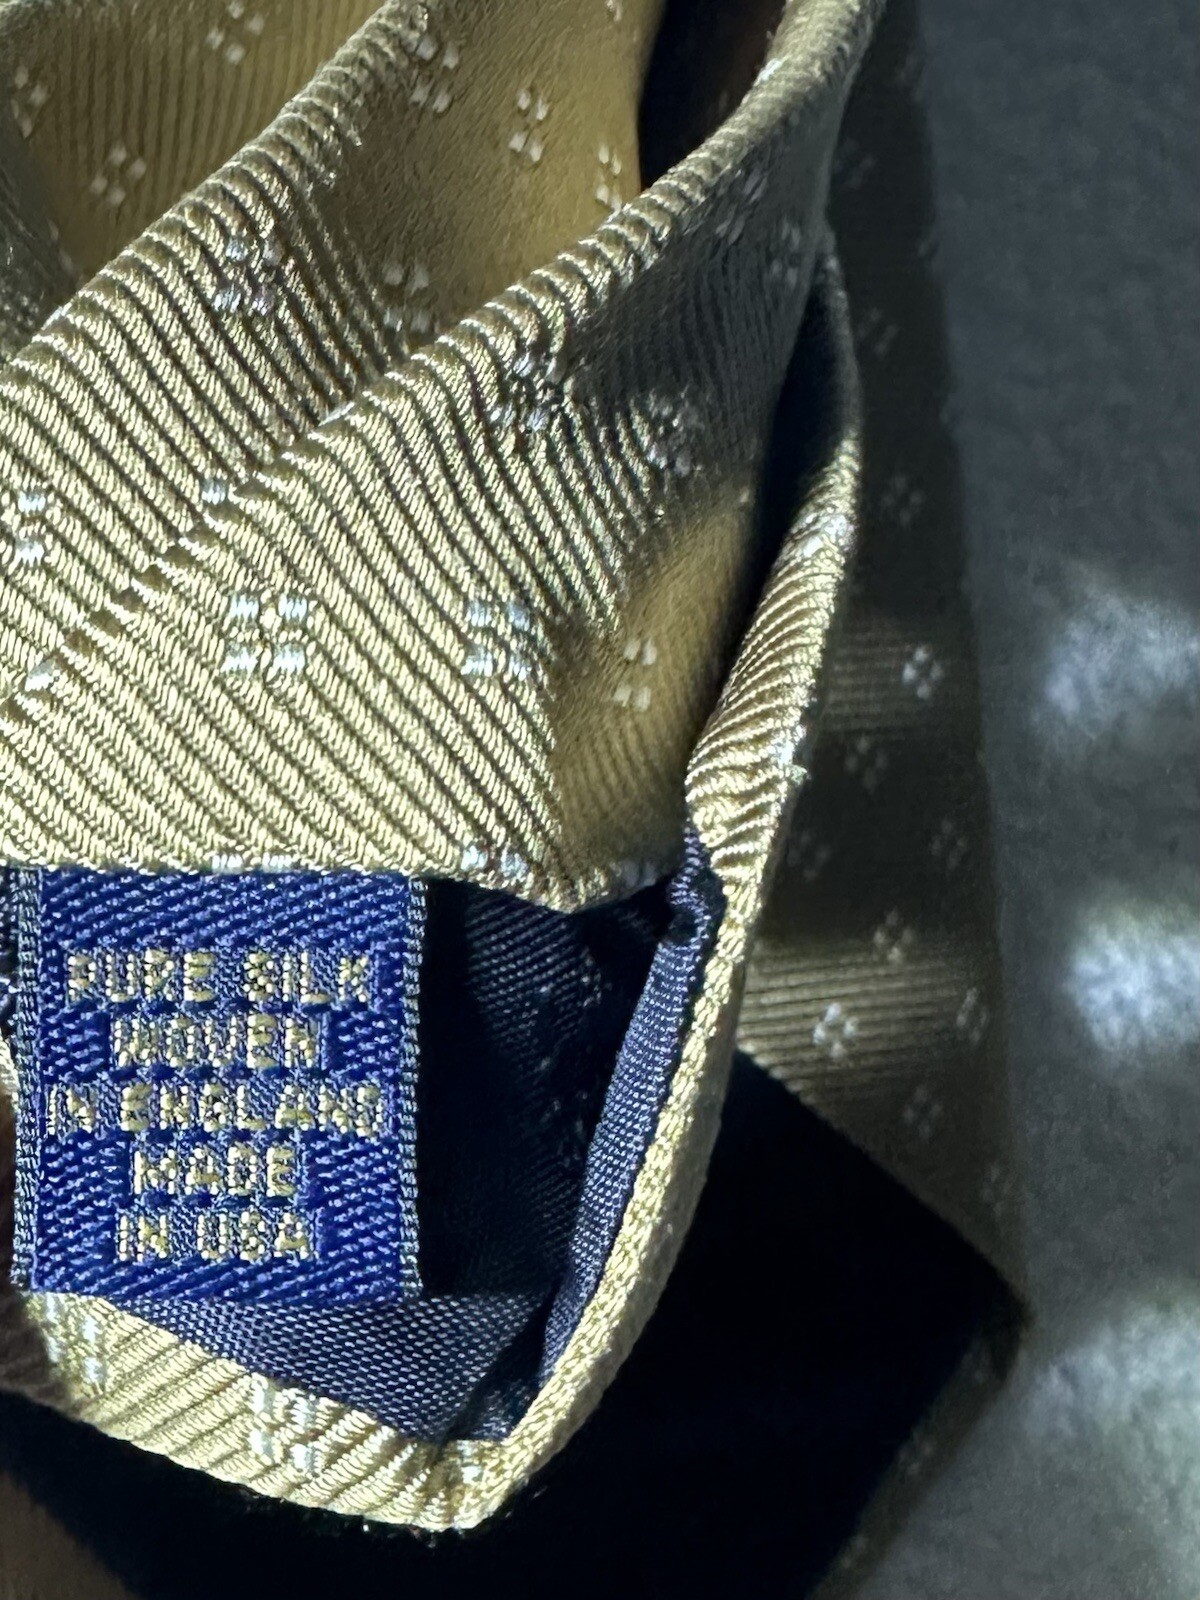 PURE SILK
WOVEN
IN ENGLAND
MADE
IN USA